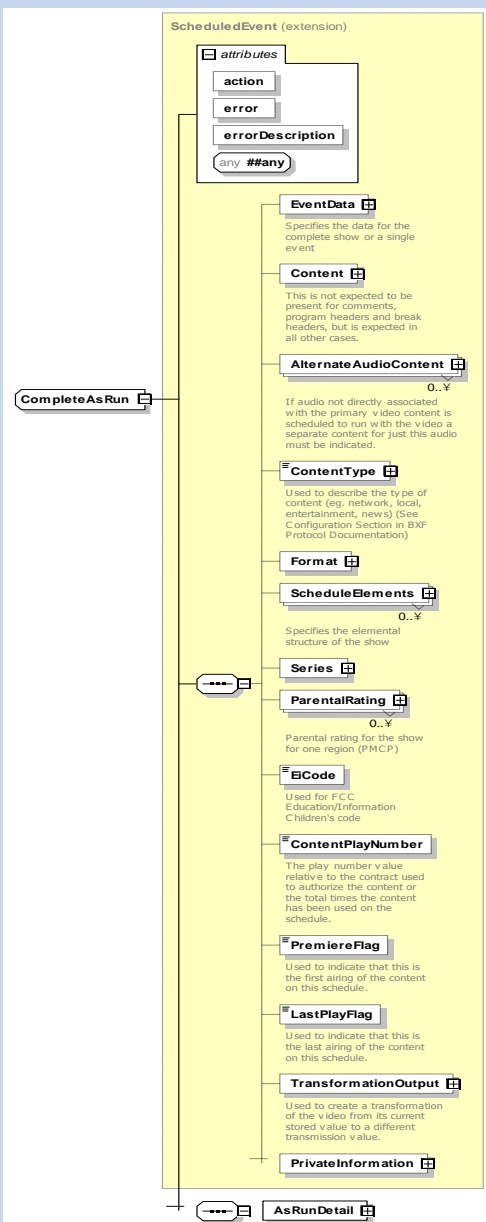 ScheduledEvent (extension)
attributes
action
error
errorDescription
any ##any
EventData
Specifies the data for the
complete show or a single
event
Content
This is not expected to be
present for comments,
program headers and break
headers, but is expected in
all other cases.
AlternateAudioContent
0..¥
If audio not directly associated
with the primary video content is
scheduled to run with the video a
separate content for just this audio
must be indicated.
CompleteAsRun
ContentType
Used to describe the type of
content (eg. network, local,
entertainment, news) (See
Configuration Section in BXF
Protocol Documentation)
Format
ScheduleElements
0..¥
Specifies the elemental
structure of the show
Series
ParentalRating
0..¥
Parental rating for the show
for one region (PMCP)
EiCode
Used for FCC
Education/Information
Children's code
ContentPlayNumber
The play number value
relative to the contract used
to authorize the content or
the total times the content
has been used on the
schedule.
PremiereFlag
Used to indicate that this is
the first airing of the content
on this schedule.
LastPlayFlag
Used to indicate that this is
the last airing of the content
on this schedule.
TransformationOutput
Used to create a transformation
of the video from its current
stored value to a different
transmission value.
PrivateInformation
AsRunDetail